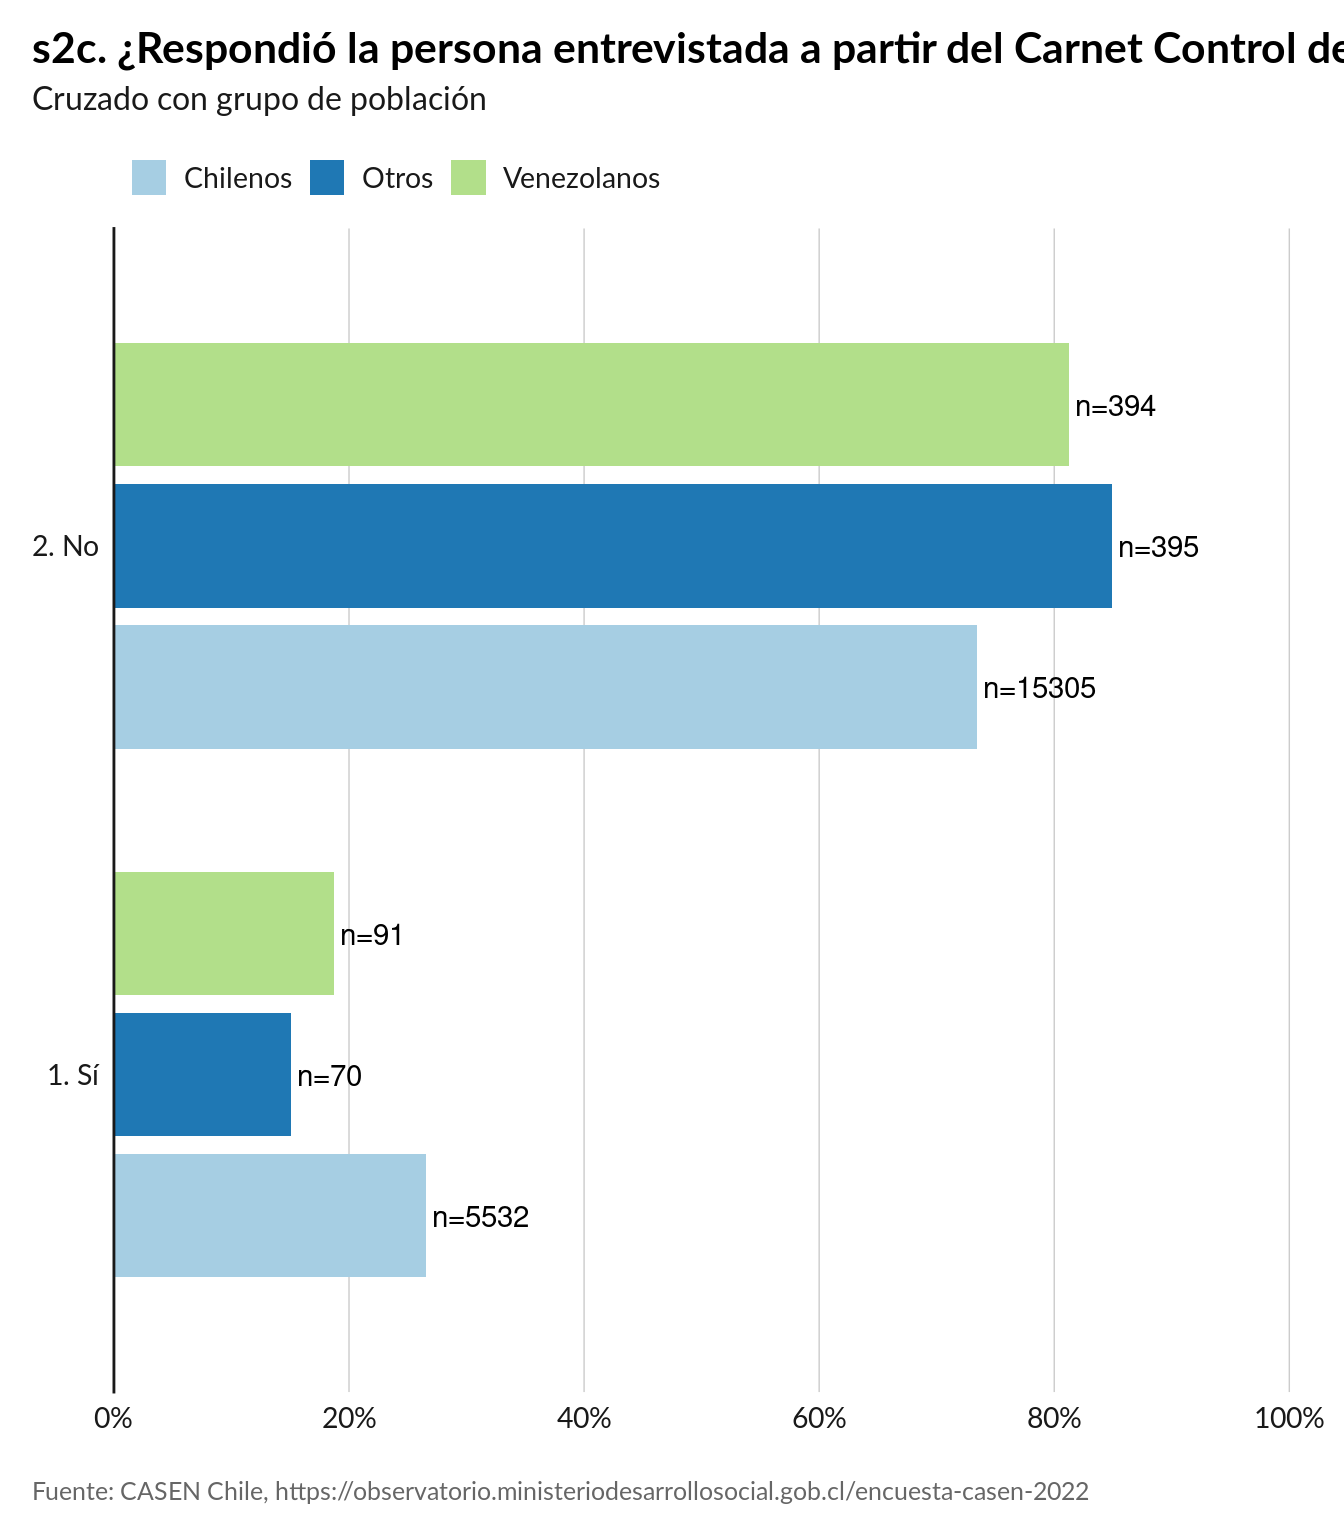 s2c. ¿Respondió la persona entrevistada a partir del Carnet Control de
Cruzado con grupo de población
Chilenos Otros Venezolanos
n=394
2. No
n=395
n=15305
n=91
1. Sí
n=70
n=5532
0% 20% 40% 60% 80% 100%
Fuente: CASEN Chile, https://observatorio.ministeriodesarrollosocial.gob.cl/encuesta-casen-2022